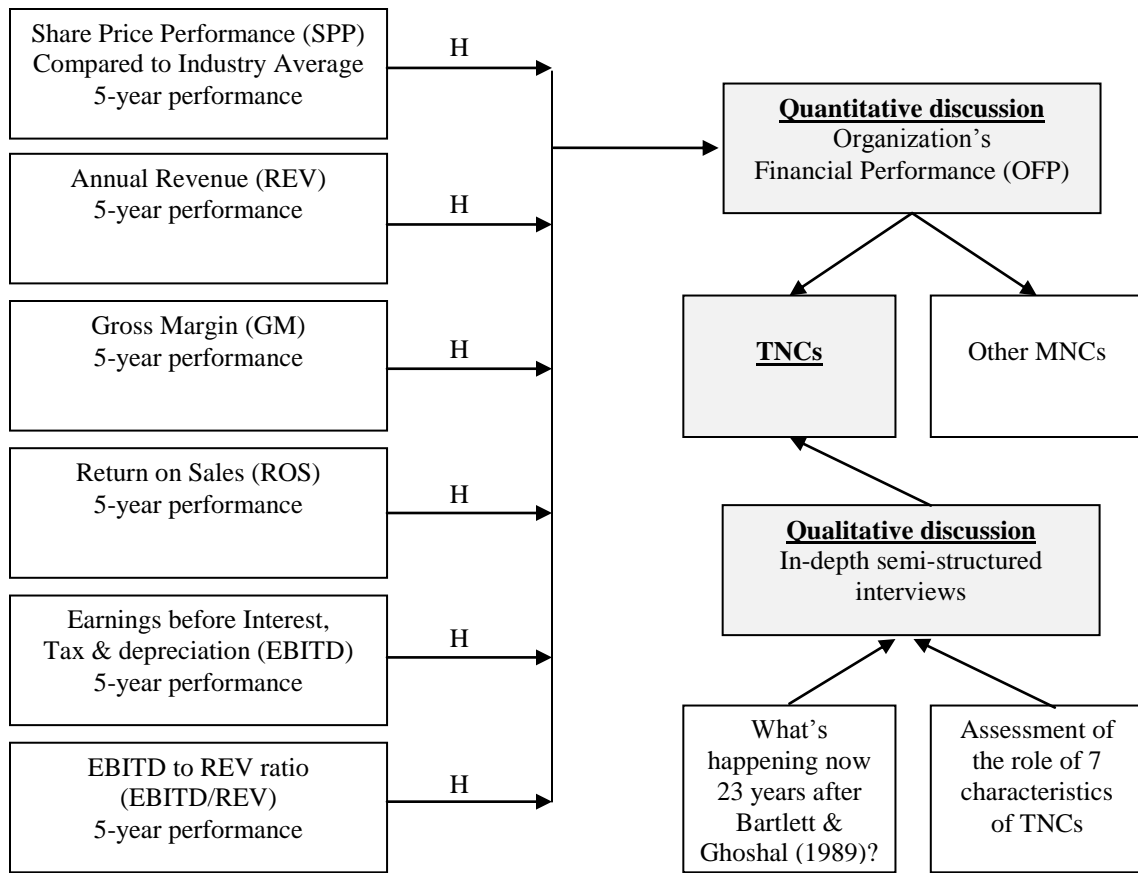 Share Price Performance (SPP)
Compared to Industry Average
5-year performance
H
Annual Revenue (REV)
5-year performance
H
Gross Margin (GM)
5-year performance
H
Return on Sales (ROS)
5-year performance
H
Earnings before Interest,
Tax & depreciation (EBITD)
5-year performance
H
EBITD to REV ratio
(EBITD/REV)
5-year performance
H
Quantitative discussion
Organization's
Financial Performance (OFP)
TNCs
Other MNCs
Qualitative discussion
In-depth semi-structured
interviews
What's
happening now
23 years after
Bartlett &
Ghoshal (1989)?
Assessment of
the role of 7
characteristics
of TNCs